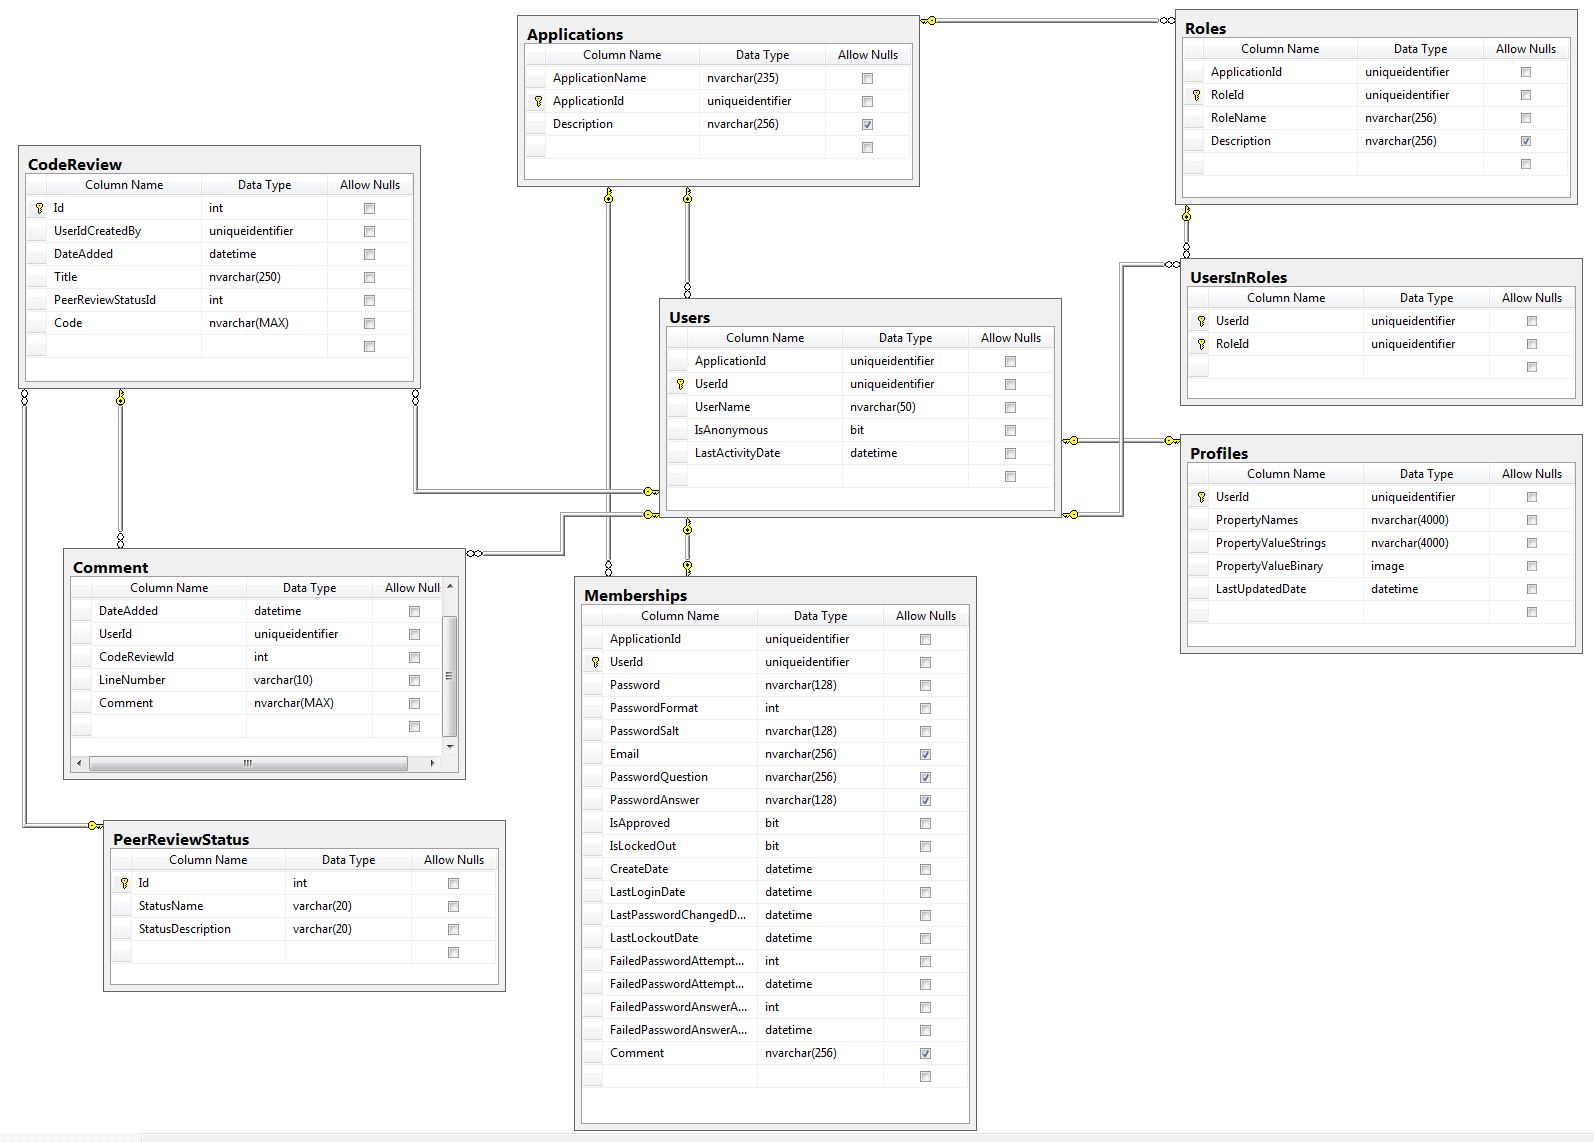 Applications
Column Name Data Type Allow Nulls
ApplicationName nvarchar(235)
ApplicationId uniqueidentifier
Description nvarchar(256)
Roles
Column Name Data Type Allow Nulls
ApplicationId uniqueidentifier
RoleId uniqueidentifier
RoleName nvarchar(256)
Description nvarchar(256)
CodeReview
Column Name Data Type Allow Nulls
Id int
UserIdCreatedBy uniqueidentifier
DateAdded datetime
Title nvarchar(250)
PeerReviewStatusId int
Code nvarchar(MAX)
UsersInRoles
Column Name Data Type Allow Nulls
UserId uniqueidentifier
RoleId uniqueidentifier
Users
Column Name Data Type Allow Nulls
ApplicationId uniqueidentifier
UserId uniqueidentifier
UserName nvarchar(50)
IsAnonymous bit
LastActivityDate datetime
Profiles
Column Name Data Type Allow Nulls
UserId uniqueidentifier
PropertyNames nvarchar(4000)
PropertyValueStrings nvarchar(4000)
PropertyValueBinary image
LastUpdatedDate datetime
Comment
Column Name Data Type Allow Null
DateAdded datetime
UserId uniqueidentifier
CodeReviewId int
LineNumber varchar(10)
Comment nvarchar(MAX)
Memberships
Column Name Data Type Allow Nulls
ApplicationId uniqueidentifier
UserId uniqueidentifier
Password nvarchar(128)
PasswordFormat int
PasswordSalt nvarchar(128)
Email nvarchar(256)
PasswordQuestion nvarchar(256)
PasswordAnswer nvarchar(128)
IsApproved bit
IsLockedOut bit
CreateDate datetime
LastLoginDate datetime
LastPasswordChangedD... datetime
LastLockoutDate datetime
FailedPasswordAttempt... int
FailedPasswordAttempt... datetime
FailedPasswordAnswerA... int
FailedPasswordAnswerA... datetime
Comment nvarchar(256)
PeerReviewStatus
Column Name Data Type Allow Nulls
Id int
StatusName varchar(20)
StatusDescription varchar(20)